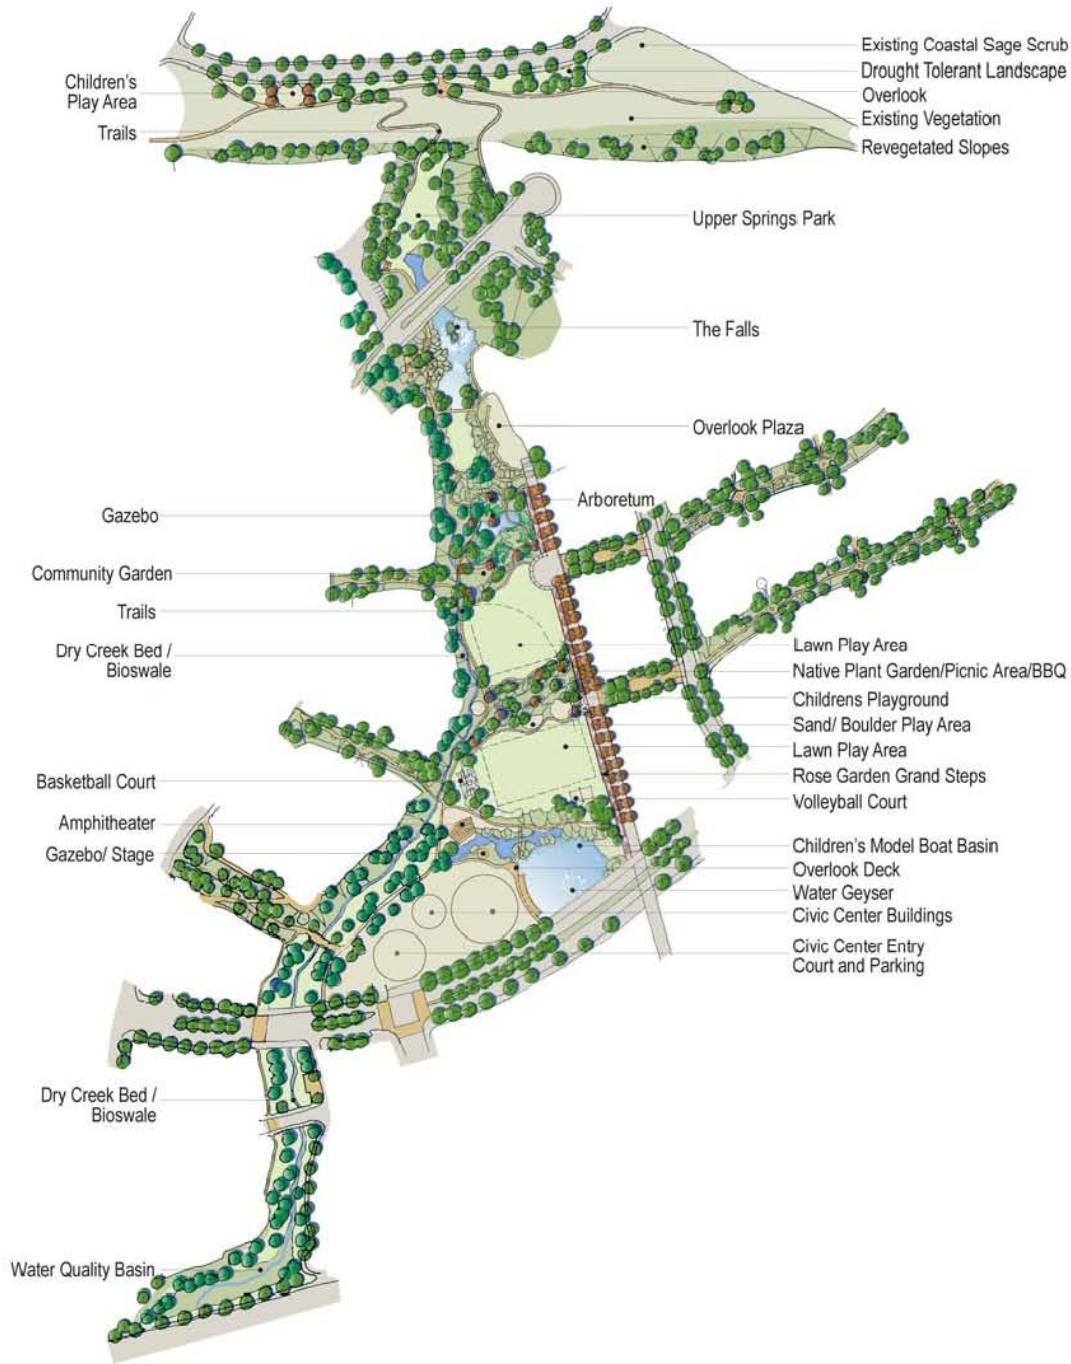 Existing Coastal Sage Scrub
Drought Tolerant Landscape
Children's
Play Area
Overlook
Existing Vegetation
Trails
Revegetated Slopes
Upper Springs Park
The Falls
Overlook Plaza
Arboretum
Gazebo
Community Garden
Trails
Dry Creek Bed /
Bioswale
Lawn Play Area
Native Plant Garden/Picnic Area/BBQ
Childrens Playground
Sand/ Boulder Play Area
Lawn Play Area
Basketball Court
Rose Garden Grand Steps
Volleyball Court
Amphitheater
Gazebo/ Stage
Children's Model Boat Basin
Overlook Deck
Water Geyser
Civic Center Buildings
Civic Center Entry
Court and Parking
Dry Creek Bed /
Bioswale
Water Quality Basin